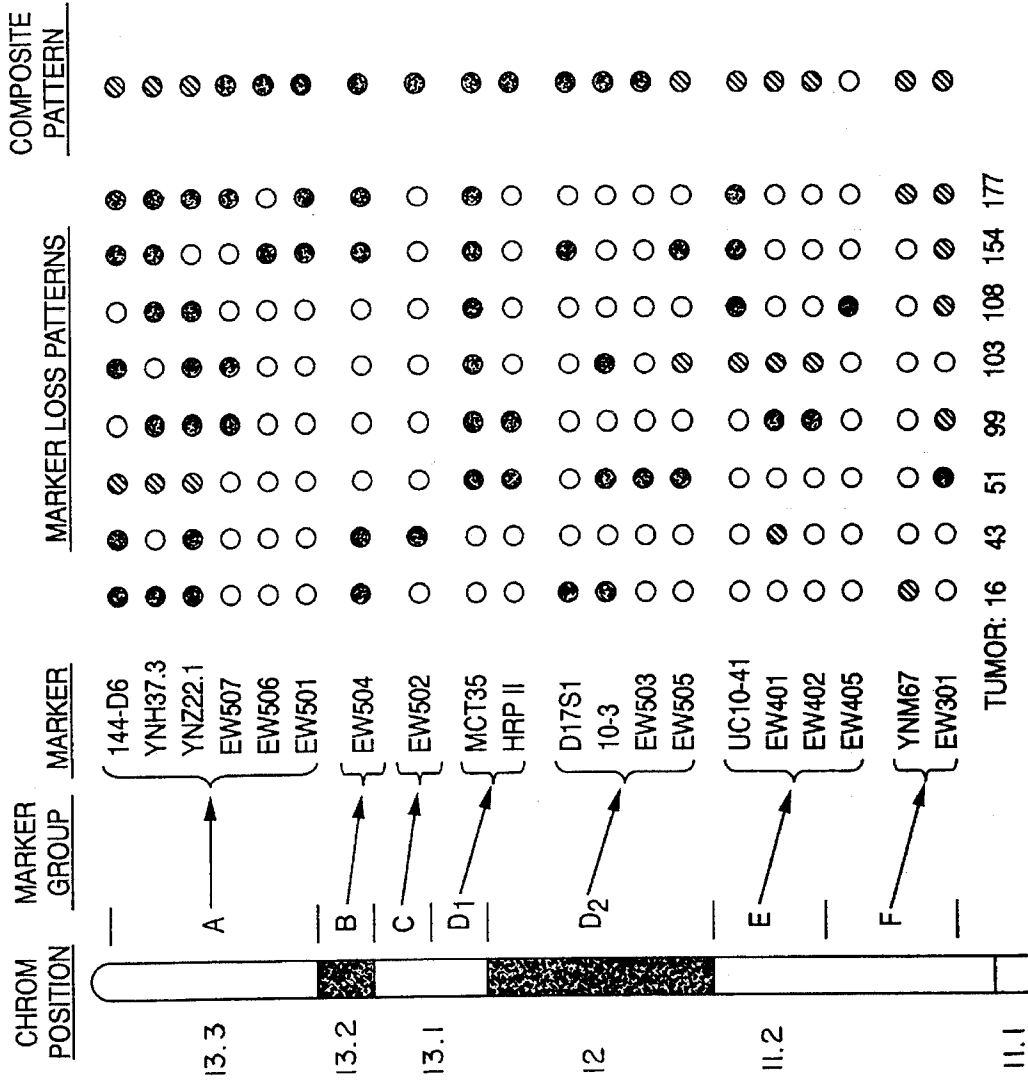 CHROM POSITION
MARKER GROUP
MARKER
MARKER LOSS PATTERNS
COMPOSITE PATTERN
13.3
13.2
13.1
12
11.2
11.1
A
B
C
D1
D2
E
F
144-D6
YNH37.3
YNZ22.1
EW507
EW506
EW501
EW504
EW502
MCT35
HRP II
D17S1
10-3
EW503
EW505
UC10-41
EW401
EW402
EW405
YNM67
EW301
TUMOR: 16 43 51 99 103 108 154 177